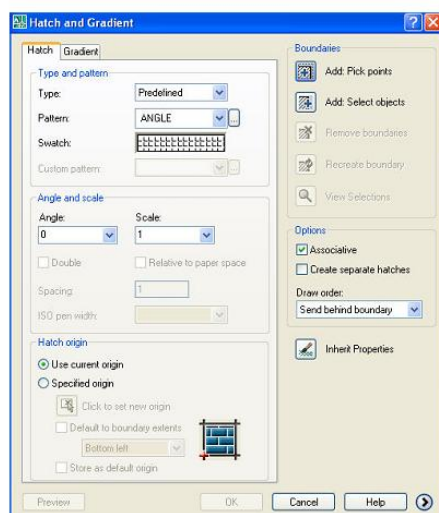 Hatch and Gradient
Hatch Gradient
Type and pattern
Type: Predefined
Pattern: ANGLE ...
Swatch:
Custom pattern: ...
Angle and scale
Angle: Scale:
0 1
Double Relative to paper space
Spacing: 1
ISO pen width:
Hatch origin
Use current origin
Specified origin
Click to set new origin
Default to boundary extents
Bottom left
Store as default origin
Boundaries
Add: Pick points
Add: Select objects
Remove boundaries
Recreate boundary
View Selections
Options
Associative
Create separate hatches
Draw order:
Send behind boundary
Inherit Properties
Preview OK Cancel Help